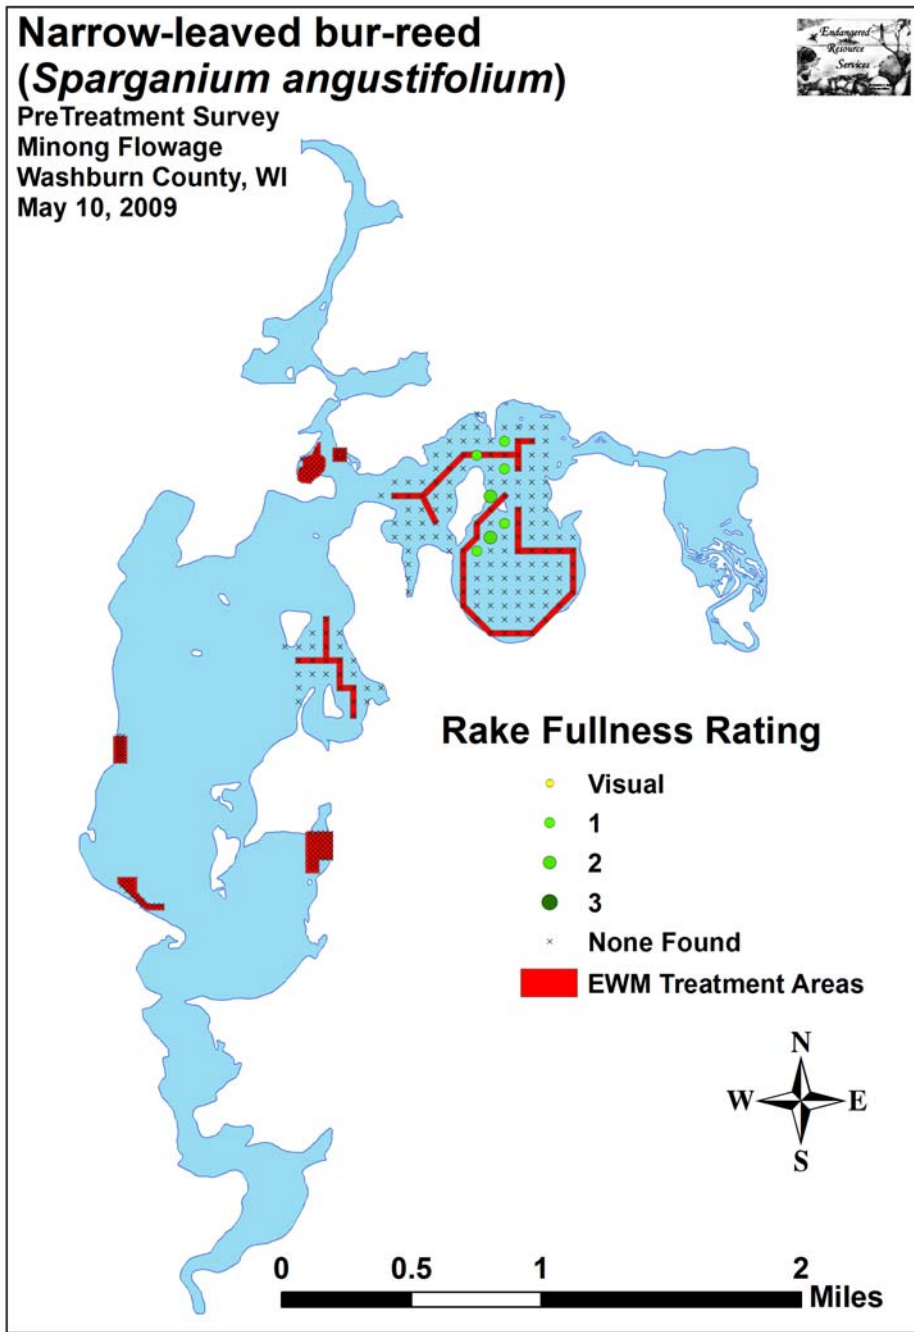 Narrow-leaved bur-reed
(Sparganium angustifolium)
PreTreatment Survey
Minong Flowage
Washburn County, WI
May 10, 2009
Endangered
Resource
Services
Rake Fullness Rating
Visual
1
2
3
None Found
EWM Treatment Areas
N
W E
S
0 0.5 1 2
Miles